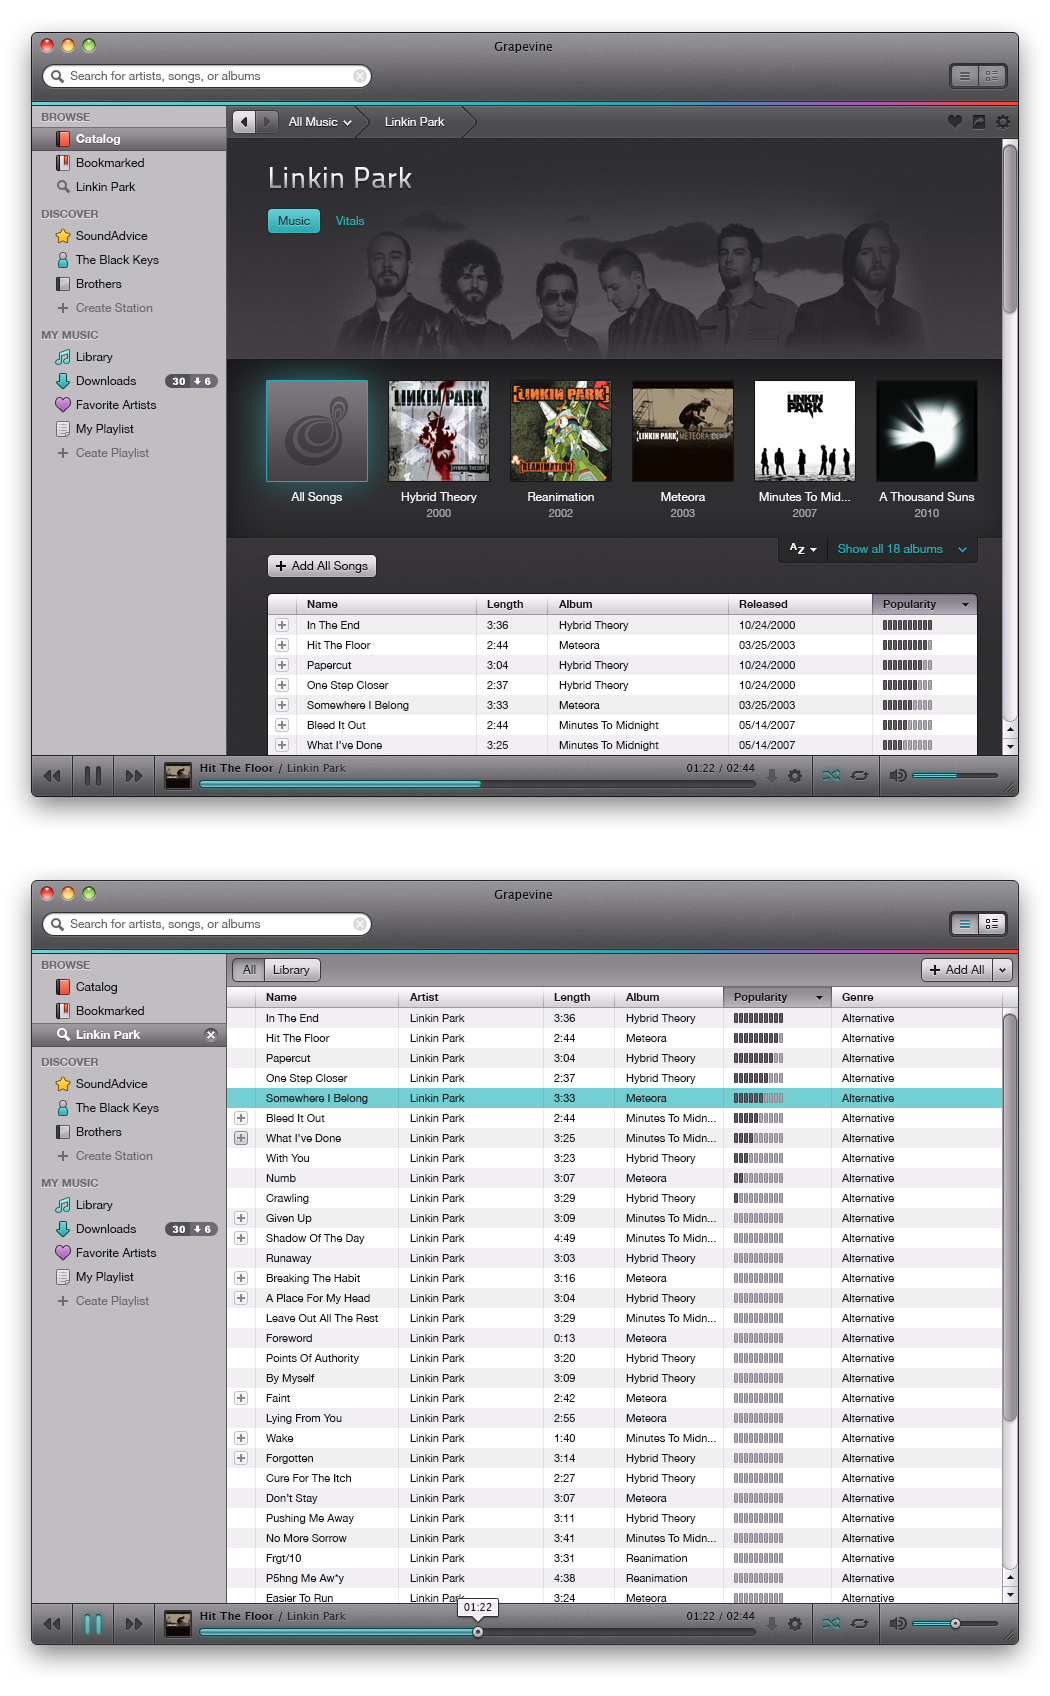 Grapevine
Search for artists, songs, or albums
BROWSE
Catalog
Bookmarked
Linkin Park
DISCOVER
SoundAdvice
The Black Keys
Brothers
Create Station
MY MUSIC
Library
Downloads 30 6
Favorite Artists
My Playlist
Ceate Playlist
All Music Linkin Park
Linkin Park
Music Vitals
LINKIN PARK HYBRID THEORY
LINKIN PARK REANIMATION
LINKIN PARK METEORA
LINKIN PARK
All Songs Hybrid Theory Reanimation Meteora Minutes To Mid... A Thousand Suns
2000 2002 2003 2007 2010
AZ Show all 18 albums
Add All Songs
Name Length Album Released Popularity
In The End 3:36 Hybrid Theory 10/24/2000
Hit The Floor 2:44 Meteora 03/25/2003
Papercut 3:04 Hybrid Theory 10/24/2000
One Step Closer 2:37 Hybrid Theory 10/24/2000
Somewhere I Belong 3:33 Meteora 03/25/2003
Bleed It Out 2:44 Minutes To Midnight 05/14/2007
What I've Done 3:25 Minutes To Midnight 05/14/2007
Hit The Floor / Linkin Park 01:22 / 02:44
Grapevine
Search for artists, songs, or albums
BROWSE
Catalog
Bookmarked
Linkin Park
DISCOVER
SoundAdvice
The Black Keys
Brothers
Create Station
MY MUSIC
Library
Downloads 30 6
Favorite Artists
My Playlist
Ceate Playlist
All Library Add All
Name Artist Length Album Popularity Genre
In The End Linkin Park 3:36 Hybrid Theory Alternative
Hit The Floor Linkin Park 2:44 Meteora Alternative
Papercut Linkin Park 3:04 Hybrid Theory Alternative
One Step Closer Linkin Park 2:37 Hybrid Theory Alternative
Somewhere I Belong Linkin Park 3:33 Meteora Alternative
Bleed It Out Linkin Park 2:44 Minutes To Midn... Alternative
What I've Done Linkin Park 3:25 Minutes To Midn... Alternative
With You Linkin Park 3:23 Hybrid Theory Alternative
Numb Linkin Park 3:07 Meteora Alternative
Crawling Linkin Park 3:29 Hybrid Theory Alternative
Given Up Linkin Park 3:09 Minutes To Midn... Alternative
Shadow Of The Day Linkin Park 4:49 Minutes To Midn... Alternative
Runaway Linkin Park 3:03 Hybrid Theory Alternative
Breaking The Habit Linkin Park 3:16 Meteora Alternative
A Place For My Head Linkin Park 3:04 Hybrid Theory Alternative
Leave Out All The Rest Linkin Park 3:29 Minutes To Midn... Alternative
Foreword Linkin Park 0:13 Meteora Alternative
Points Of Authority Linkin Park 3:20 Hybrid Theory Alternative
By Myself Linkin Park 3:09 Hybrid Theory Alternative
Faint Linkin Park 2:42 Meteora Alternative
Lying From You Linkin Park 2:55 Meteora Alternative
Wake Linkin Park 1:40 Minutes To Midn... Alternative
Forgotten Linkin Park 3:14 Hybrid Theory Alternative
Cure For The Itch Linkin Park 2:27 Hybrid Theory Alternative
Don't Stay Linkin Park 3:07 Meteora Alternative
Pushing Me Away Linkin Park 3:11 Hybrid Theory Alternative
No More Sorrow Linkin Park 3:41 Minutes To Midn... Alternative
Frgt/10 Linkin Park 3:31 Reanimation Alternative
P5hng Me Aw*y Linkin Park 4:38 Reanimation Alternative
Easier To Run Linkin Park 3:24 Meteora Alternative
01:22
Hit The Floor / Linkin Park 01:22 / 02:44